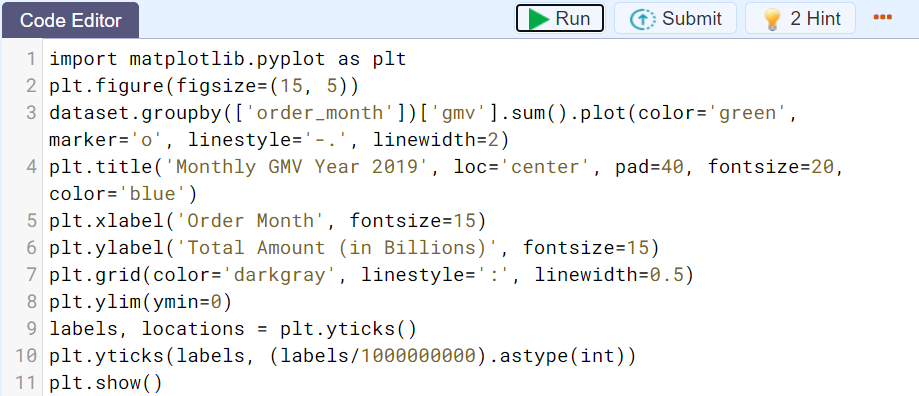 Code Editor
Run
Submit
2 Hint
1 import matplotlib.pyplot as plt
2 plt.figure(figsize=(15, 5))
3 dataset.groupby(['order_month'])['gmv'].sum().plot(color='green',
marker='o', linestyle='-.', linewidth=2)
4 plt.title('Monthly GMV Year 2019', loc='center', pad=40, fontsize=20,
color='blue')
5 plt.xlabel('Order Month', fontsize=15)
6 plt.ylabel('Total Amount (in Billions)', fontsize=15)
7 plt.grid(color='darkgray', linestyle=':', linewidth=0.5)
8 plt.ylim(ymin=0)
9 labels, locations = plt.yticks()
10 plt.yticks(labels, (labels/1000000000).astype(int))
11 plt.show()